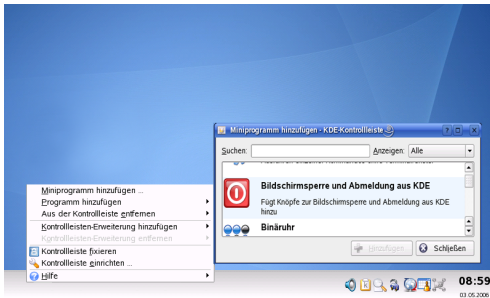 Miniprogramm hinzufügen - KDE-Kontrollleiste
Suchen:
Anzeigen: Alle
Bildschirmsperre und Abmeldung aus KDE
Fügt Knöpfe zur Bildschirmsperre und Abmeldung aus KDE
hinzu
Binäruhr
Hinzufügen
Schließen
Miniprogramm hinzufügen ...
Programm hinzufügen
Aus der Kontrollleiste entfernen
Kontrollleisten-Erweiterung hinzufügen
Kontrollleisten-Erweiterung entfernen
Kontrollleiste fixieren
Kontrollleiste einrichten ...
Hilfe
08:59
03.05.2006